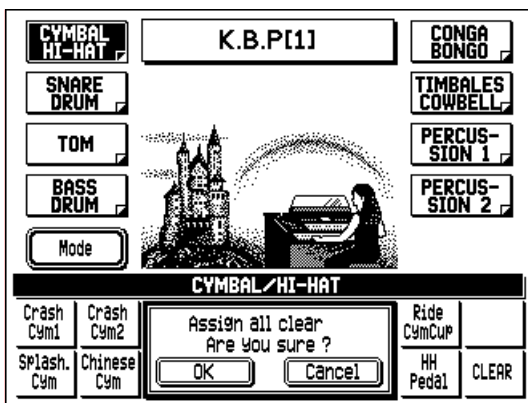 CYMBAL
HI-HAT
K.B.P[1]
CONGA
BONGO
SNARE
DRUM
TIMBALES
COWBELL
TOM
PERCUS-
SION 1
BASS
DRUM
PERCUS-
SION 2
Mode
CYMBAL/HI-HAT
Crash
Cym1
Crash
Cym2
Assign all clear
Are you sure ?
OK
Cancel
Ride
CymCup
Splash.
Cym
Chinese
Cym
HH
Pedal
CLEAR